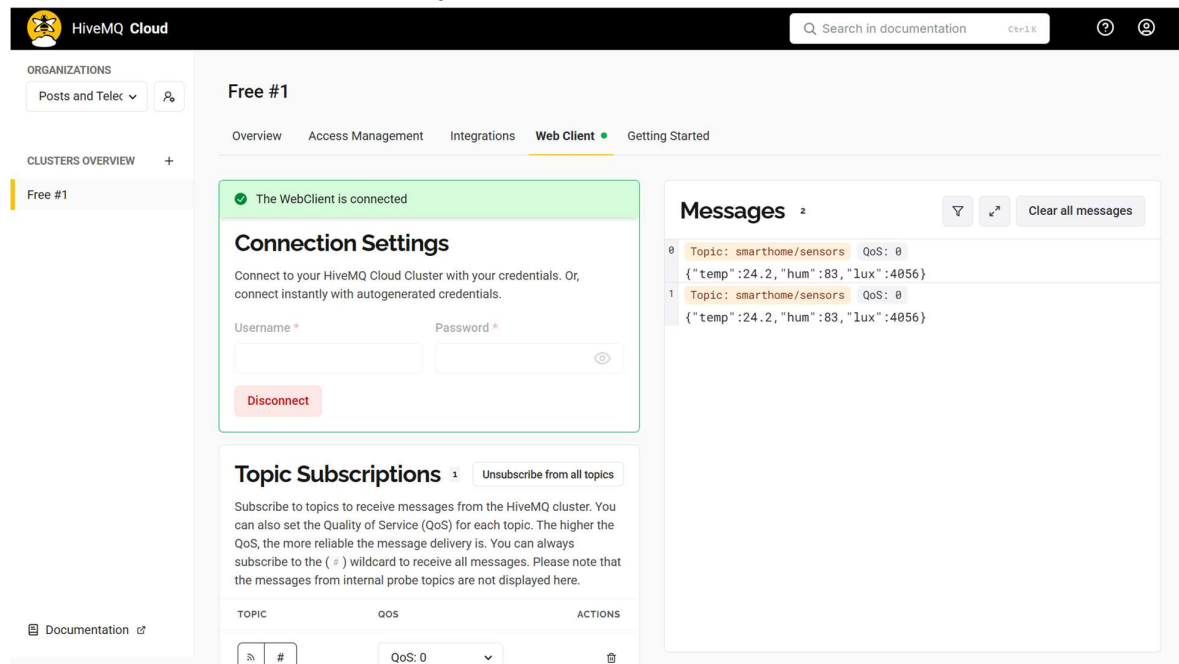 HiveMQ Cloud
Search in documentation
Ctrl K
ORGANIZATIONS
Posts and Telec
CLUSTERS OVERVIEW +
Free #1
Documentation
Free #1
Overview Access Management Integrations Web Client Getting Started
The WebClient is connected
Connection Settings
Connect to your HiveMQ Cloud Cluster with your credentials. Or,
connect instantly with autogenerated credentials.
Username * Password *
Disconnect
Topic Subscriptions 1 Unsubscribe from all topics
Subscribe to topics to receive messages from the HiveMQ cluster. You
can also set the Quality of Service (QoS) for each topic. The higher the
QoS, the more reliable the message delivery is. You can always
subscribe to the ( # ) wildcard to receive all messages. Please note that
the messages from internal probe topics are not displayed here.
TOPIC QOS ACTIONS
# QoS: 0
Messages 2 Clear all messages
0 Topic: smarthome/sensors QoS: 0
{"temp":24.2,"hum":83,"lux":4056}
1 Topic: smarthome/sensors QoS: 0
{"temp":24.2,"hum":83,"lux":4056}